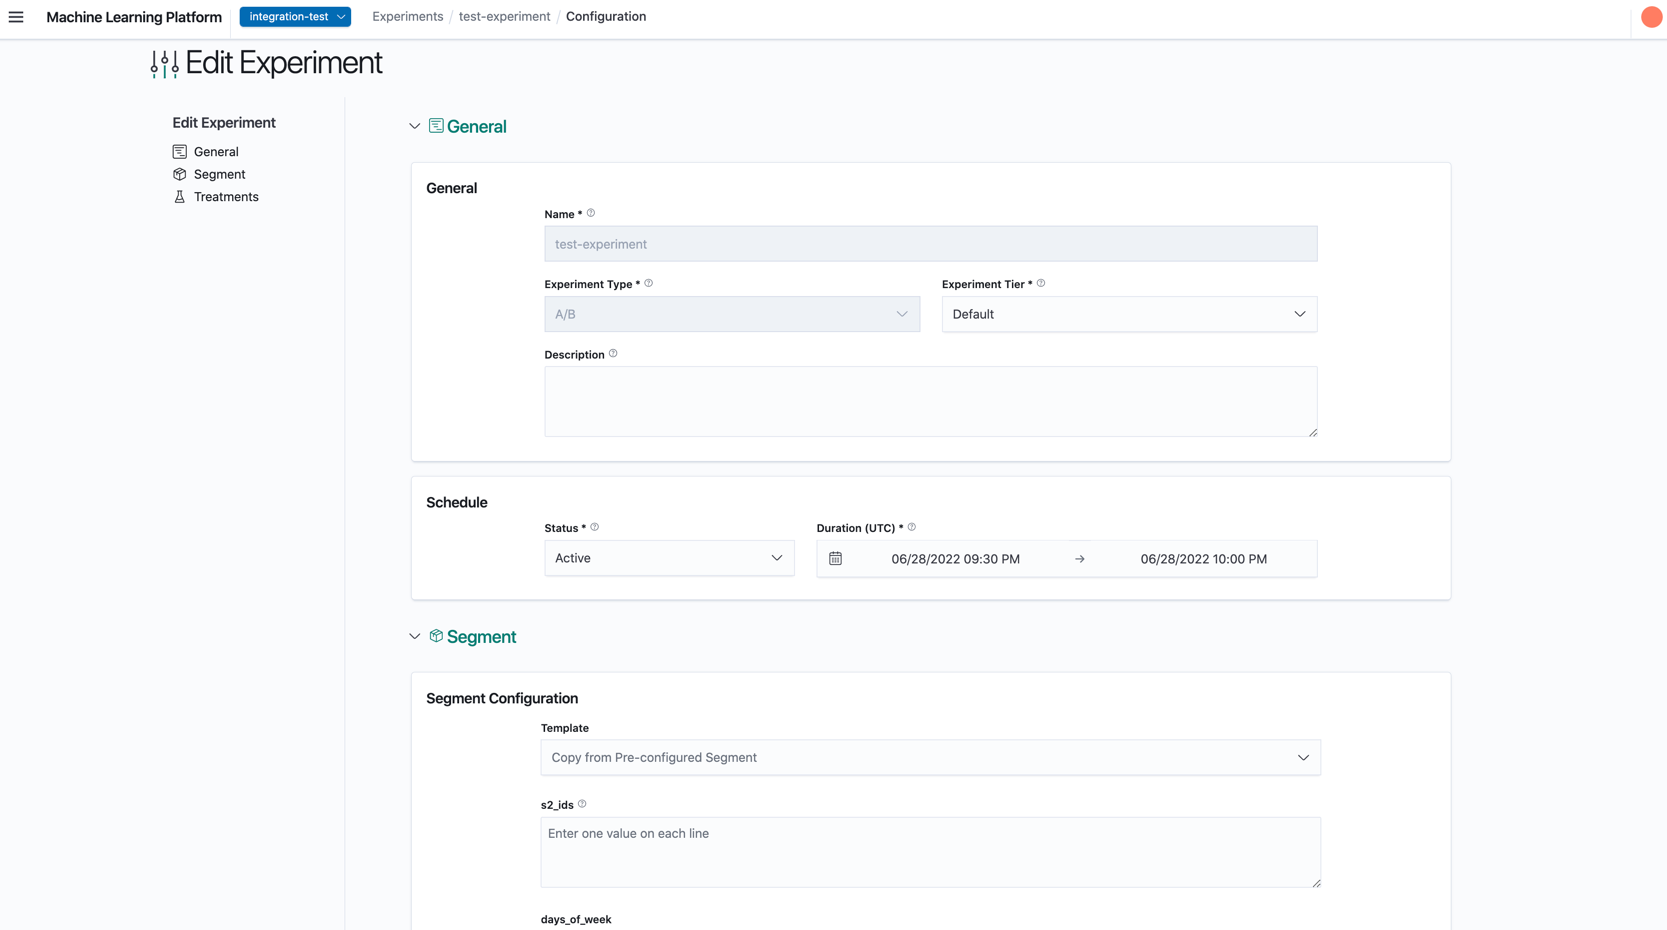 Machine Learning Platform integration-test Experiments / test-experiment / Configuration
Edit Experiment
Edit Experiment
General
Segment
Treatments
General
General
Name *
test-experiment
Experiment Type * Experiment Tier *
A/B Default
Description
Schedule
Status * Duration (UTC) *
Active 06/28/2022 09:30 PM → 06/28/2022 10:00 PM
Segment
Segment Configuration
Template
Copy from Pre-configured Segment
s2_ids
Enter one value on each line
days_of_week